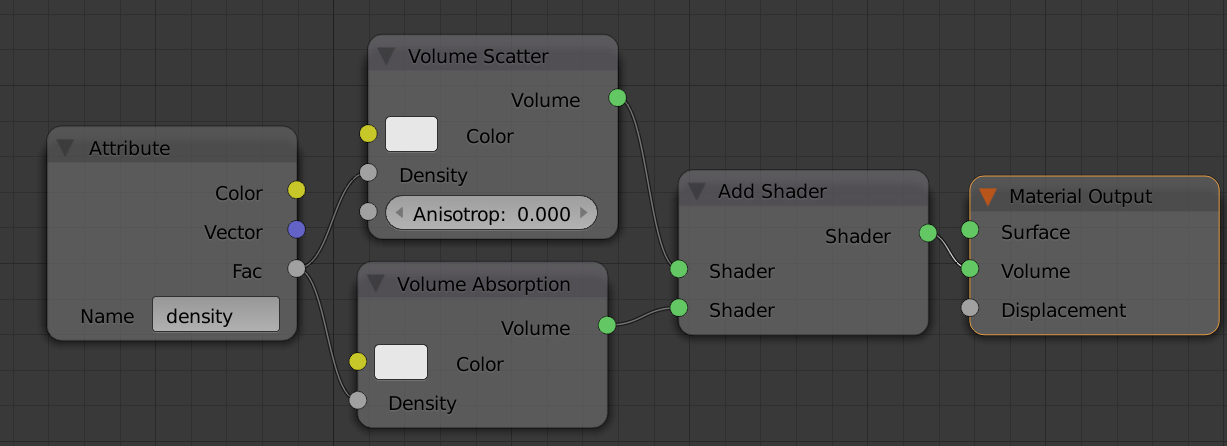 Attribute
Color
Vector
Fac
Name density
Volume Scatter
Volume
Color
Density
Anisotrop: 0.000
Volume Absorption
Volume
Color
Density
Add Shader
Shader
Shader
Shader
Material Output
Surface
Volume
Displacement